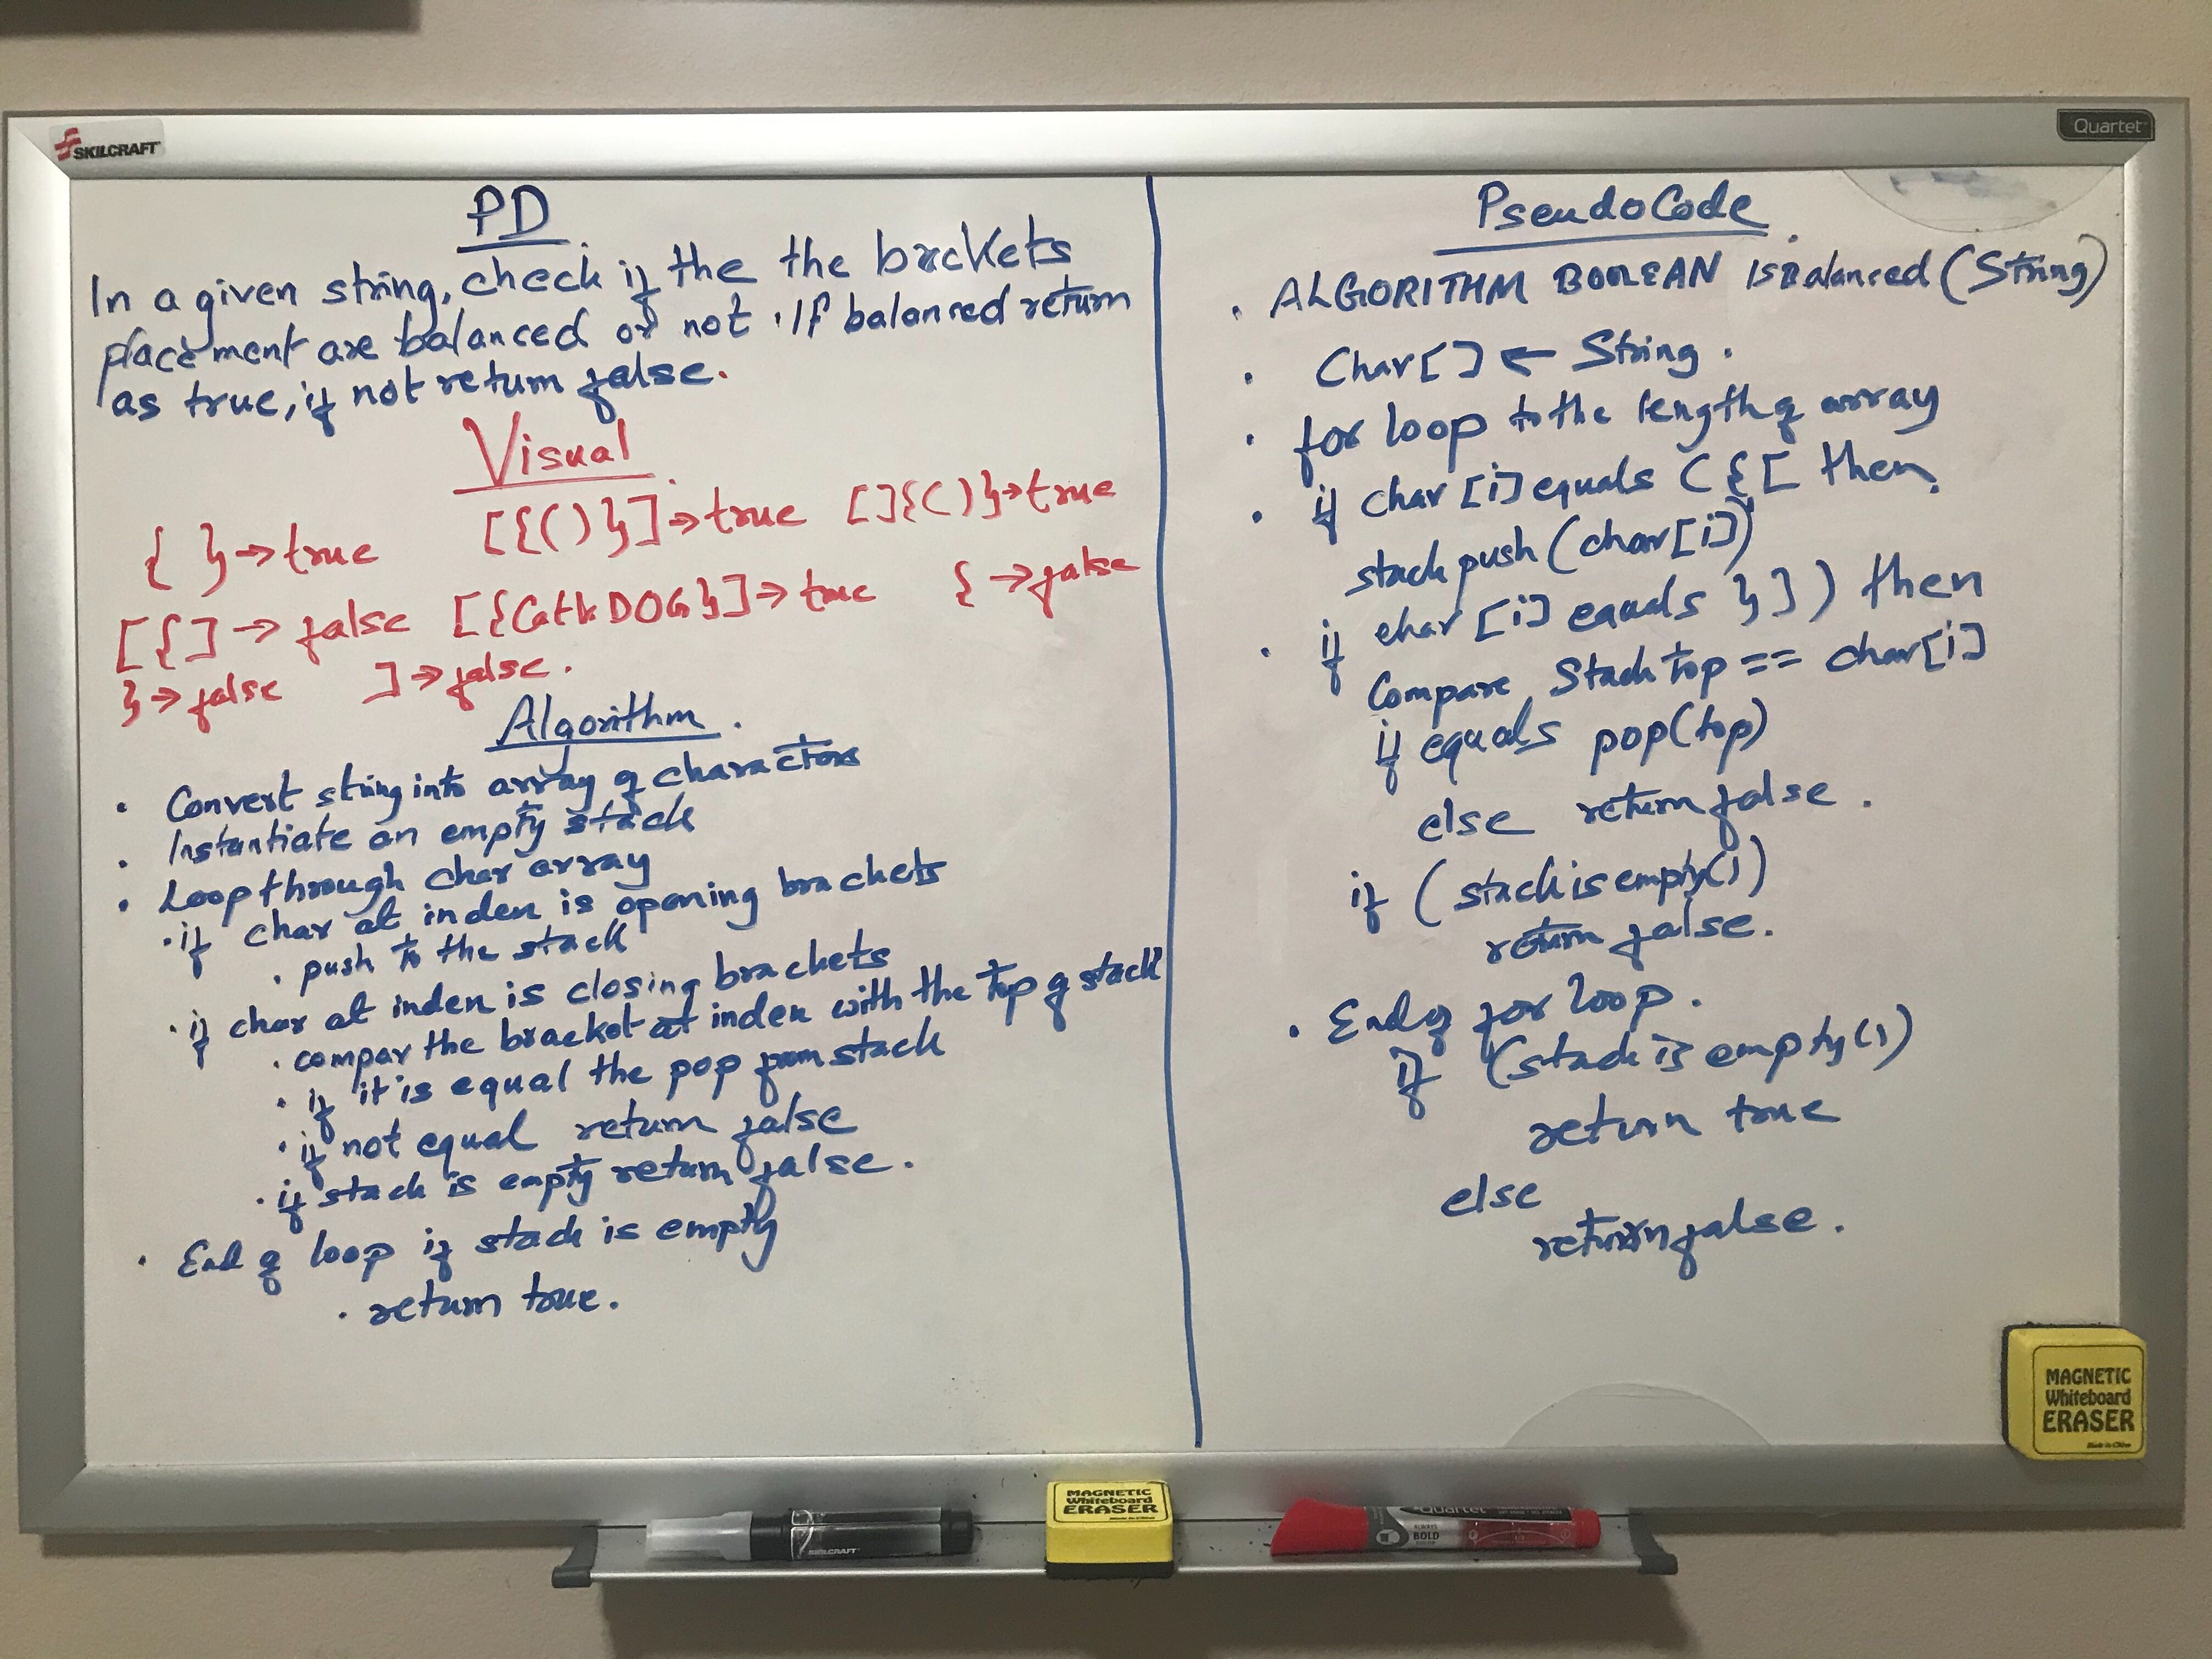 SKILCRAFT
Quartet
PD
In a given string, check if the the brckets
placement are balanced or not. If balanced return
as true, if not return false.
Visual
{ }→true [{()}]→true []{()}→true
[{]→false [{Cat&DOG}]→true {→false
}→false ]→false.
Algorithm.
• Convert string into array of charactors
• Instantiate an empty stack
• Loop through char array
• if char at index is opening brackets
• push to the stack
• if char at index is closing brackets
• compar the bracket at index with the top of stack
• if it is equal the pop from stack
• if not equal return false
• if stack is empty return false.
• End of loop if stack is empty
• return true.
PseudoCode
• ALGORITHM BOOLEAN isBalanced(String)
• Char[] ← String.
• for loop to the length of array
• if char[i] equals ({[ then
stack push(char[i])
• if char[i] equals }]) then
Compare Stack top == char[i]
if equals pop(top)
else return false.
if (stack is empty())
return false.
• End of for loop.
if (stack is empty())
return true
else
return false.
MAGNETIC
Whiteboard
ERASER
Made in China
MAGNETIC
Whiteboard
ERASER
SKILCRAFT
Quartet
ALWAYS
BOLD